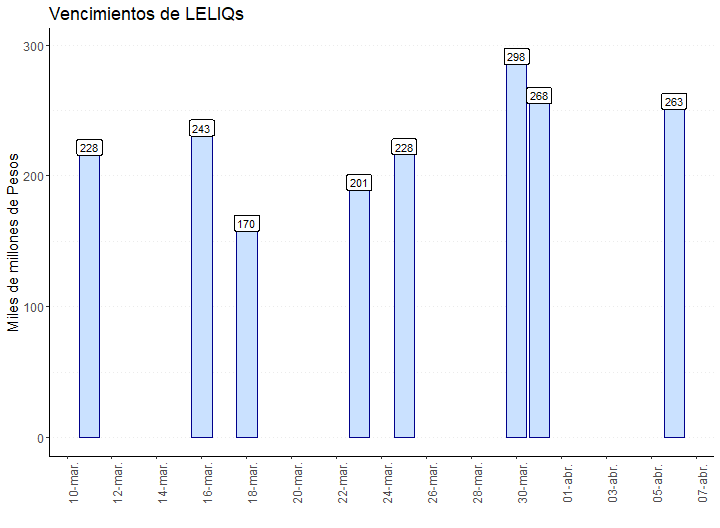 Vencimientos de LELIQs
Miles de millones de Pesos
300
200
100
0
228
243
170
201
228
298
268
263
10-mar.
12-mar.
14-mar.
16-mar.
18-mar.
20-mar.
22-mar.
24-mar.
26-mar.
28-mar.
30-mar.
01-abr.
03-abr.
05-abr.
07-abr.